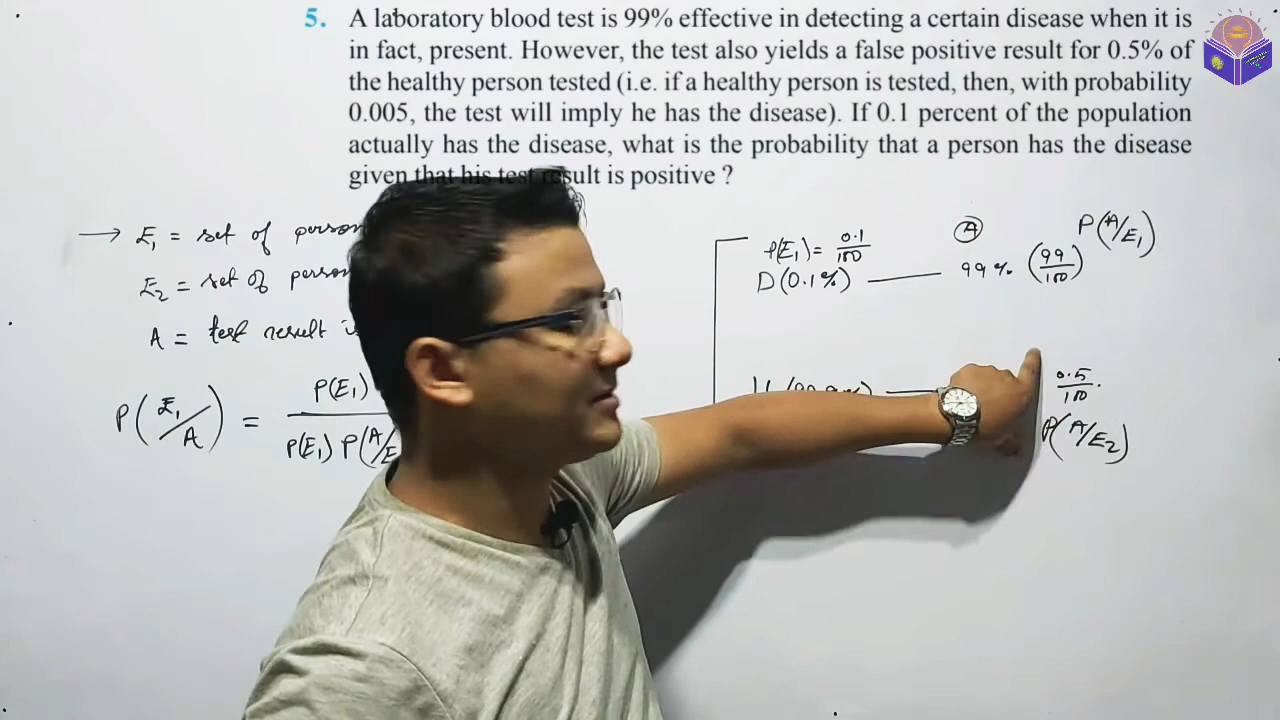 5. A laboratory blood test is 99% effective in detecting a certain disease when it is
in fact, present. However, the test also yields a false positive result for 0.5% of
the healthy person tested (i.e. if a healthy person is tested, then, with probability
0.005, the test will imply he has the disease). If 0.1 percent of the population
actually has the disease, what is the probability that a person has the disease
given that his test result is positive ?
→ E₁ = set of person
E₂ = set of person
A = test result
P(E₁/A) = P(E₁)
P(E₁) P(A/E
P(E₁) = 0.1/100
D (0.1%) — 99% (99/100)
A
P(A/E₁)
0.5/100
P(A/E₂)